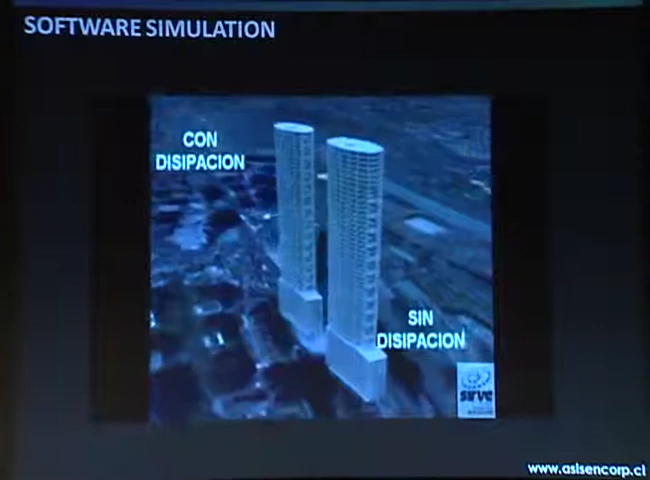 SOFTWARE SIMULATION
CON
DISIPACION
SIN
DISIPACION
SIRVE
www.asisencorp.cl